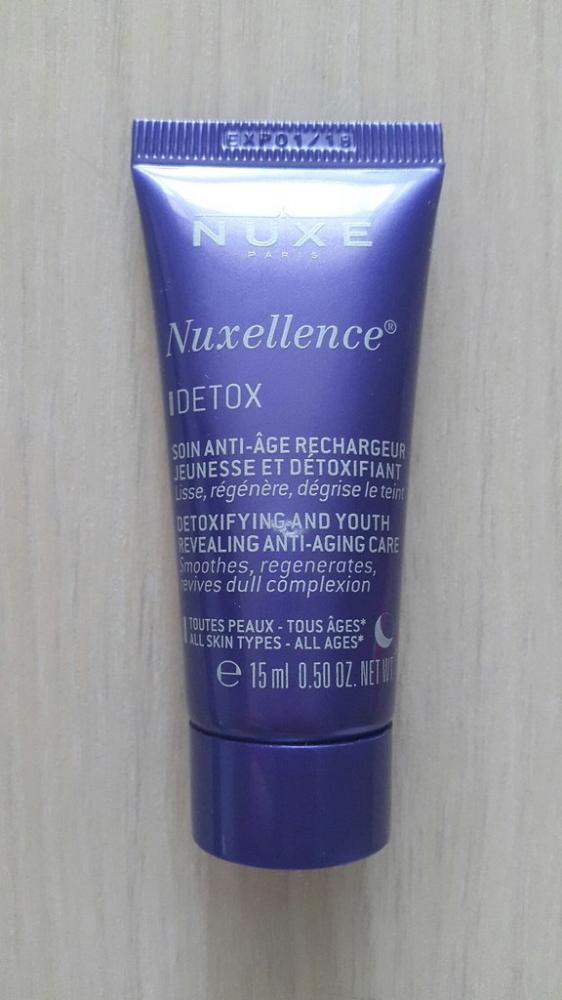 EXP01/18
NUXE
PARIS
Nuxellence®
DETOX
SOIN ANTI-ÂGE RECHARGEUR
JEUNESSE ET DÉTOXIFIANT
Lisse, régénère, dégrise le teint
DETOXIFYING AND YOUTH
REVEALING ANTI-AGING CARE
Smoothes, regenerates,
revives dull complexion
TOUTES PEAUX - TOUS ÂGES*
ALL SKIN TYPES - ALL AGES*
℮ 15 ml 0.50 OZ. NET WT.